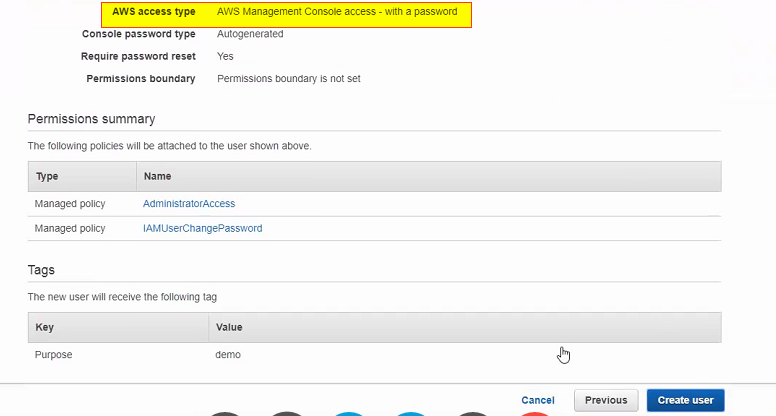 AWS access type AWS Management Console access - with a password
Console password type Autogenerated
Require password reset Yes
Permissions boundary Permissions boundary is not set
Permissions summary
The following policies will be attached to the user shown above.
Type Name
Managed policy AdministratorAccess
Managed policy IAMUserChangePassword
Tags
The new user will receive the following tag
Key Value
Purpose demo
Cancel Previous Create user